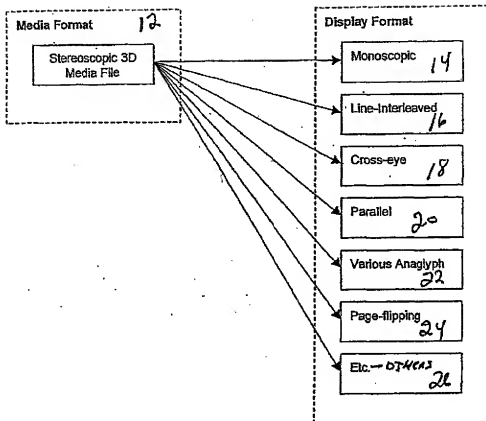 Media Format 12
Stereoscopic 3D
Media File
Display Format
Monoscopic 14
Line-Interleaved
16
Cross-eye 18
Parallel 20
Various Anaglyph
22
Page-flipping
24
Etc. - OTHERS
26